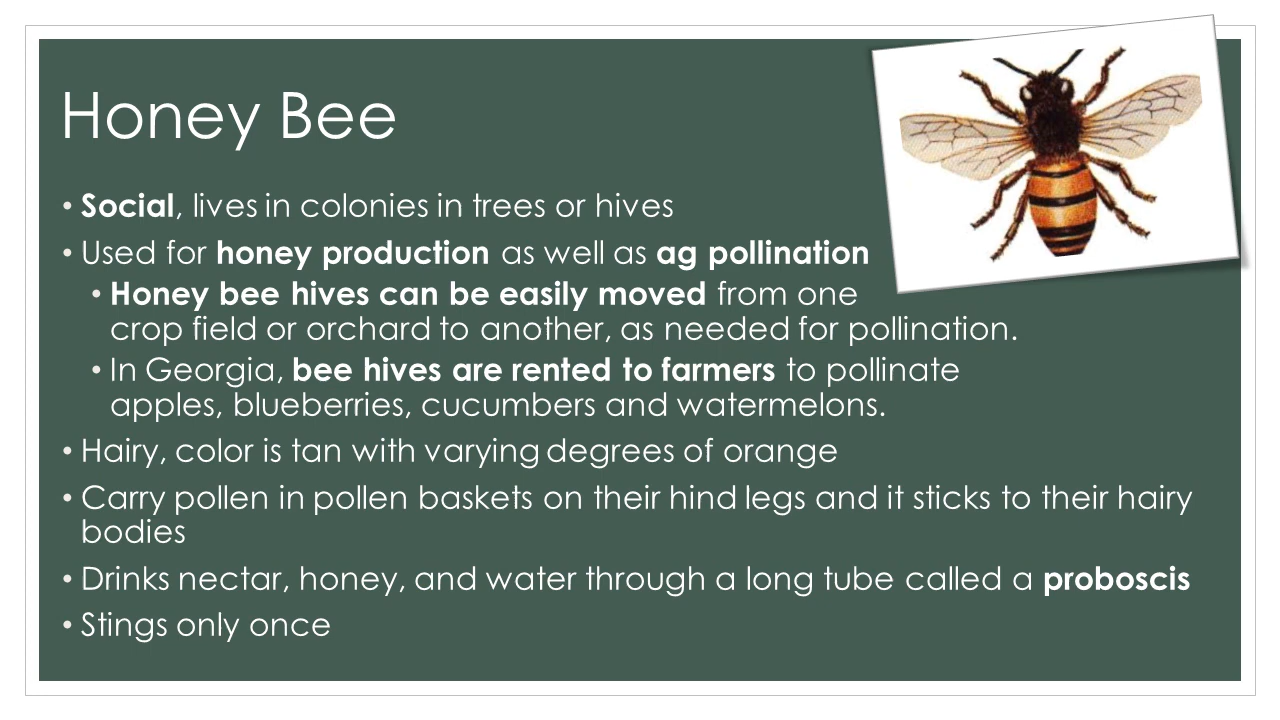 Honey Bee
• Social, lives in colonies in trees or hives
• Used for honey production as well as ag pollination
• Honey bee hives can be easily moved from one
crop field or orchard to another, as needed for pollination.
• In Georgia, bee hives are rented to farmers to pollinate
apples, blueberries, cucumbers and watermelons.
• Hairy, color is tan with varying degrees of orange
• Carry pollen in pollen baskets on their hind legs and it sticks to their hairy
bodies
• Drinks nectar, honey, and water through a long tube called a proboscis
• Stings only once